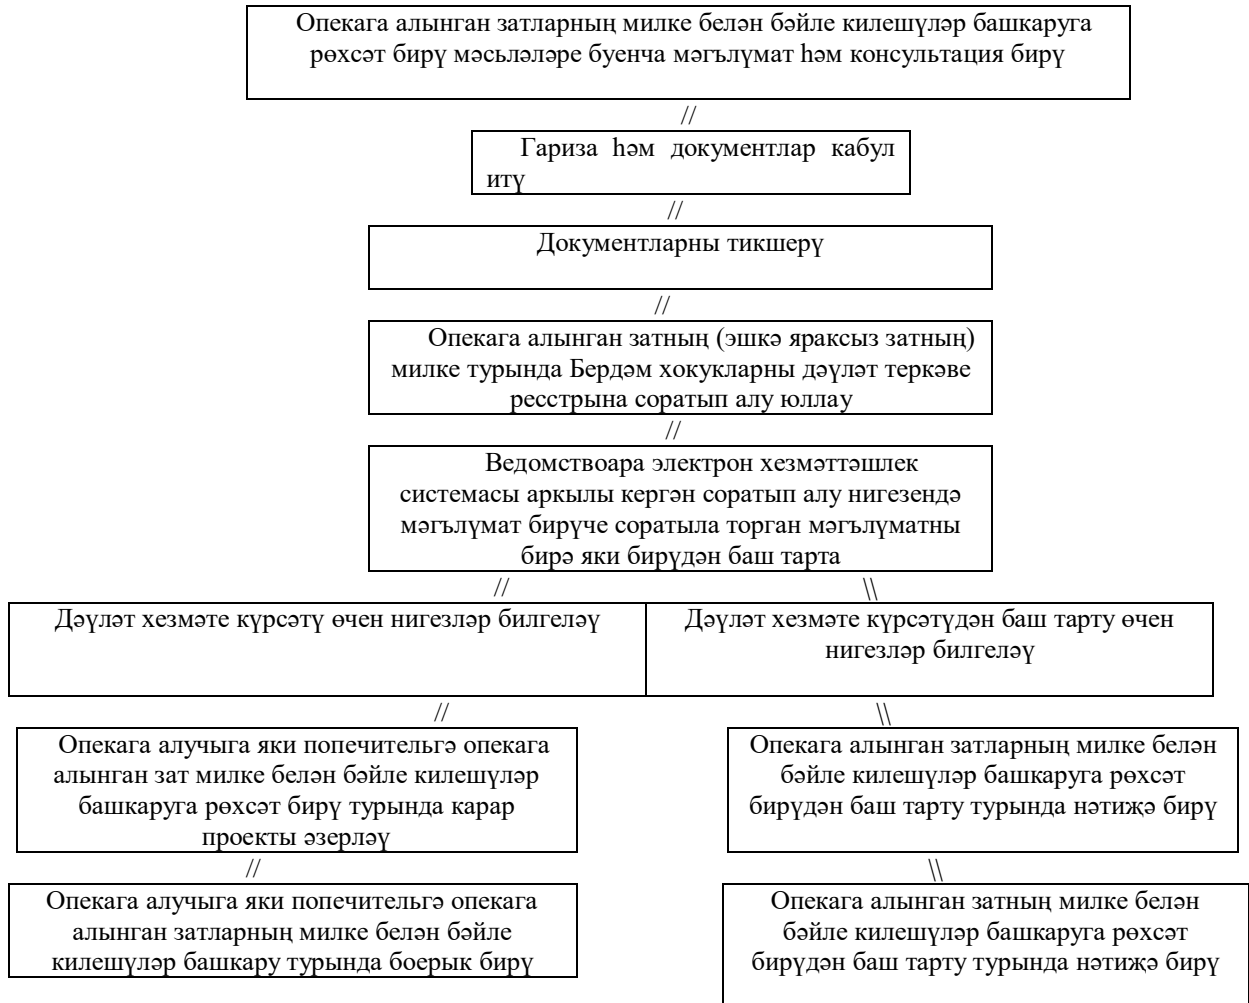 Опекага алынган затларның милке белән бәйле килешүләр башкаруга
рөхсәт бирү мәсьләләре буенча мәгълүмат һәм консультация бирү
//
Гариза һәм документлар кабул
итү
//
Документларны тикшерү
//
Опекага алынган затның (эшкә яраксыз затның)
милке турында Бердәм хокукларны дәүләт теркәве
ресстрына соратып алу юллау
//
Ведомствоара электрон хезмәттәшлек
системасы аркылы кергән соратып алу нигезендә
мәгълүмат бирүче соратыла торган мәгълүматны
бирә яки бирүдән баш тарта
// \\
Дәүләт хезмәте күрсәтү өчен нигезләр билгеләү
Дәүләт хезмәте күрсәтүдән баш тарту өчен
нигезләр билгеләү
// \\
Опекага алучыга яки попечительгә опекага
алынган зат милке белән бәйле килешүләр
башкаруга рөхсәт бирү турында карар
проекты әзерләү
Опекага алынган затларның милке белән
бәйле килешүләр башкаруга рөхсәт
бирүдән баш тарту турында нәтиҗә бирү
// \\
Опекага алучыга яки попечительгә опекага
алынган затларның милке белән бәйле
килешүләр башкару турында боерык бирү
Опекага алынган затның милке белән
бәйле килешүләр башкаруга рөхсәт
бирүдән баш тарту турында нәтиҗә бирү